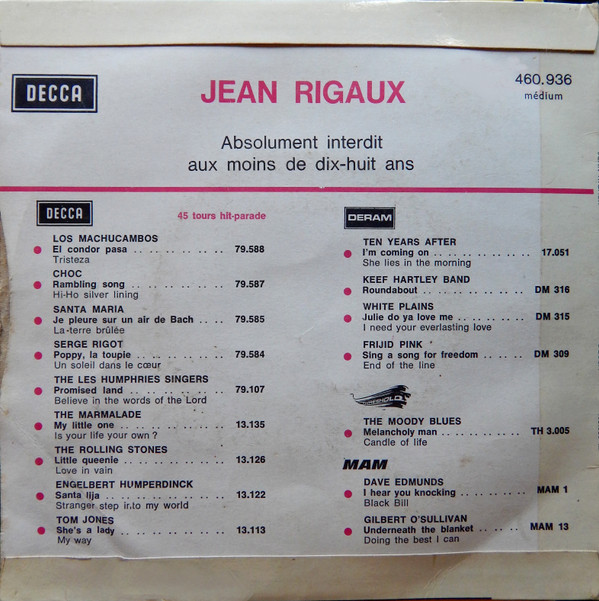 DECCA
JEAN RIGAUX
460.936
médium
Absolument interdit
aux moins de dix-huit ans
DECCA
45 tours hit-parade
LOS MACHUCAMBOS
El condor pasa .. .. .. .. .. .. 79.588
Tristeza
CHOC
Rambling song .. .. .. .. .. .. 79.587
Hi-Ho silver lining
SANTA MARIA
Je pleure sur un air de Bach .. .. 79.585
La-terre brûlée
SERGE RIGOT
Poppy, la toupie .. .. .. .. .. 79.584
Un soleil dans le cœur
THE LES HUMPHRIES SINGERS
Promised land .. .. .. .. .. .. 79.107
Believe in the words of the Lord
THE MARMALADE
My little one .. .. .. .. .. .. 13.135
Is your life your own ?
THE ROLLING STONES
Little queenie .. .. .. .. .. .. 13.126
Love in vain
ENGELBERT HUMPERDINCK
Santa lija .. .. .. .. .. .. .. 13.122
Stranger step into my world
TOM JONES
She's a lady .. .. .. .. .. .. 13.113
My way
DERAM
TEN YEARS AFTER
I'm coming on .. .. .. .. .. .. 17.051
She lies in the morning
KEEF HARTLEY BAND
Roundabout .. .. .. .. .. .. DM 316
WHITE PLAINS
Julie do ya love me .. .. .. .. DM 315
I need your everlasting love
FRIJID PINK
Sing a song for freedom .. .. .. DM 309
End of the line
THRESHOLD
THE MOODY BLUES
Melancholy man .. .. .. .. .. TH 3.005
Candle of life
MAM
DAVE EDMUNDS
I hear you knocking .. .. .. .. MAM 1
Black Bill
GILBERT O'SULLIVAN
Underneath the blanket .. .. .. MAM 13
Doing the best I can